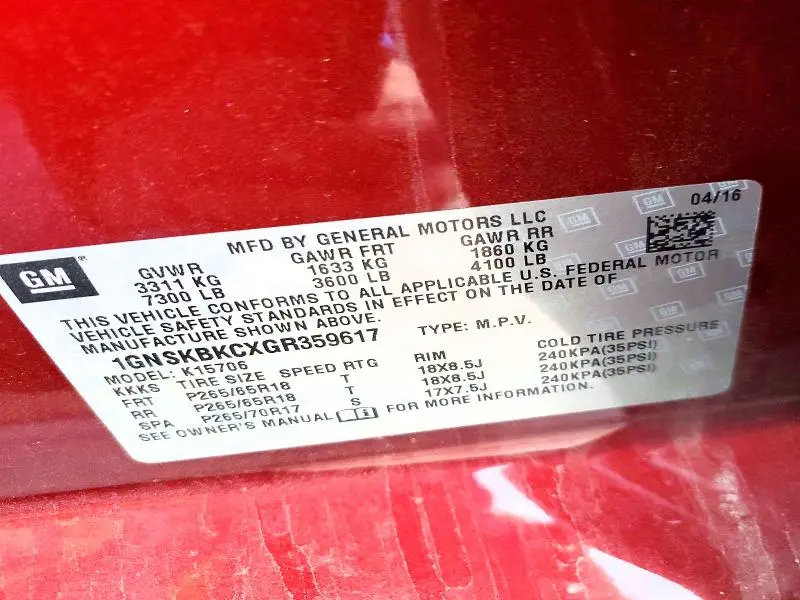 04/16
MFD BY GENERAL MOTORS LLC
GM
GVWR GAWR FRT GAWR RR
3311 KG 1633 KG 1860 KG
7300 LB 3600 LB 4100 LB
THIS VEHICLE CONFORMS TO ALL APPLICABLE U.S. FEDERAL MOTOR
VEHICLE SAFETY STANDARDS IN EFFECT ON THE DATE OF
MANUFACTURE SHOWN ABOVE.
1GNSKBKCXGR359617 TYPE: M.P.V.
MODEL: K15706
KKKS TIRE SIZE SPEED RTG RIM COLD TIRE PRESSURE
FRT P265/65R18 T 18X8.5J 240KPA(35PSI)
RR P265/65R18 T 18X8.5J 240KPA(35PSI)
SPA P265/70R17 S 17X7.5J 240KPA(35PSI)
SEE OWNER'S MANUAL FOR MORE INFORMATION.